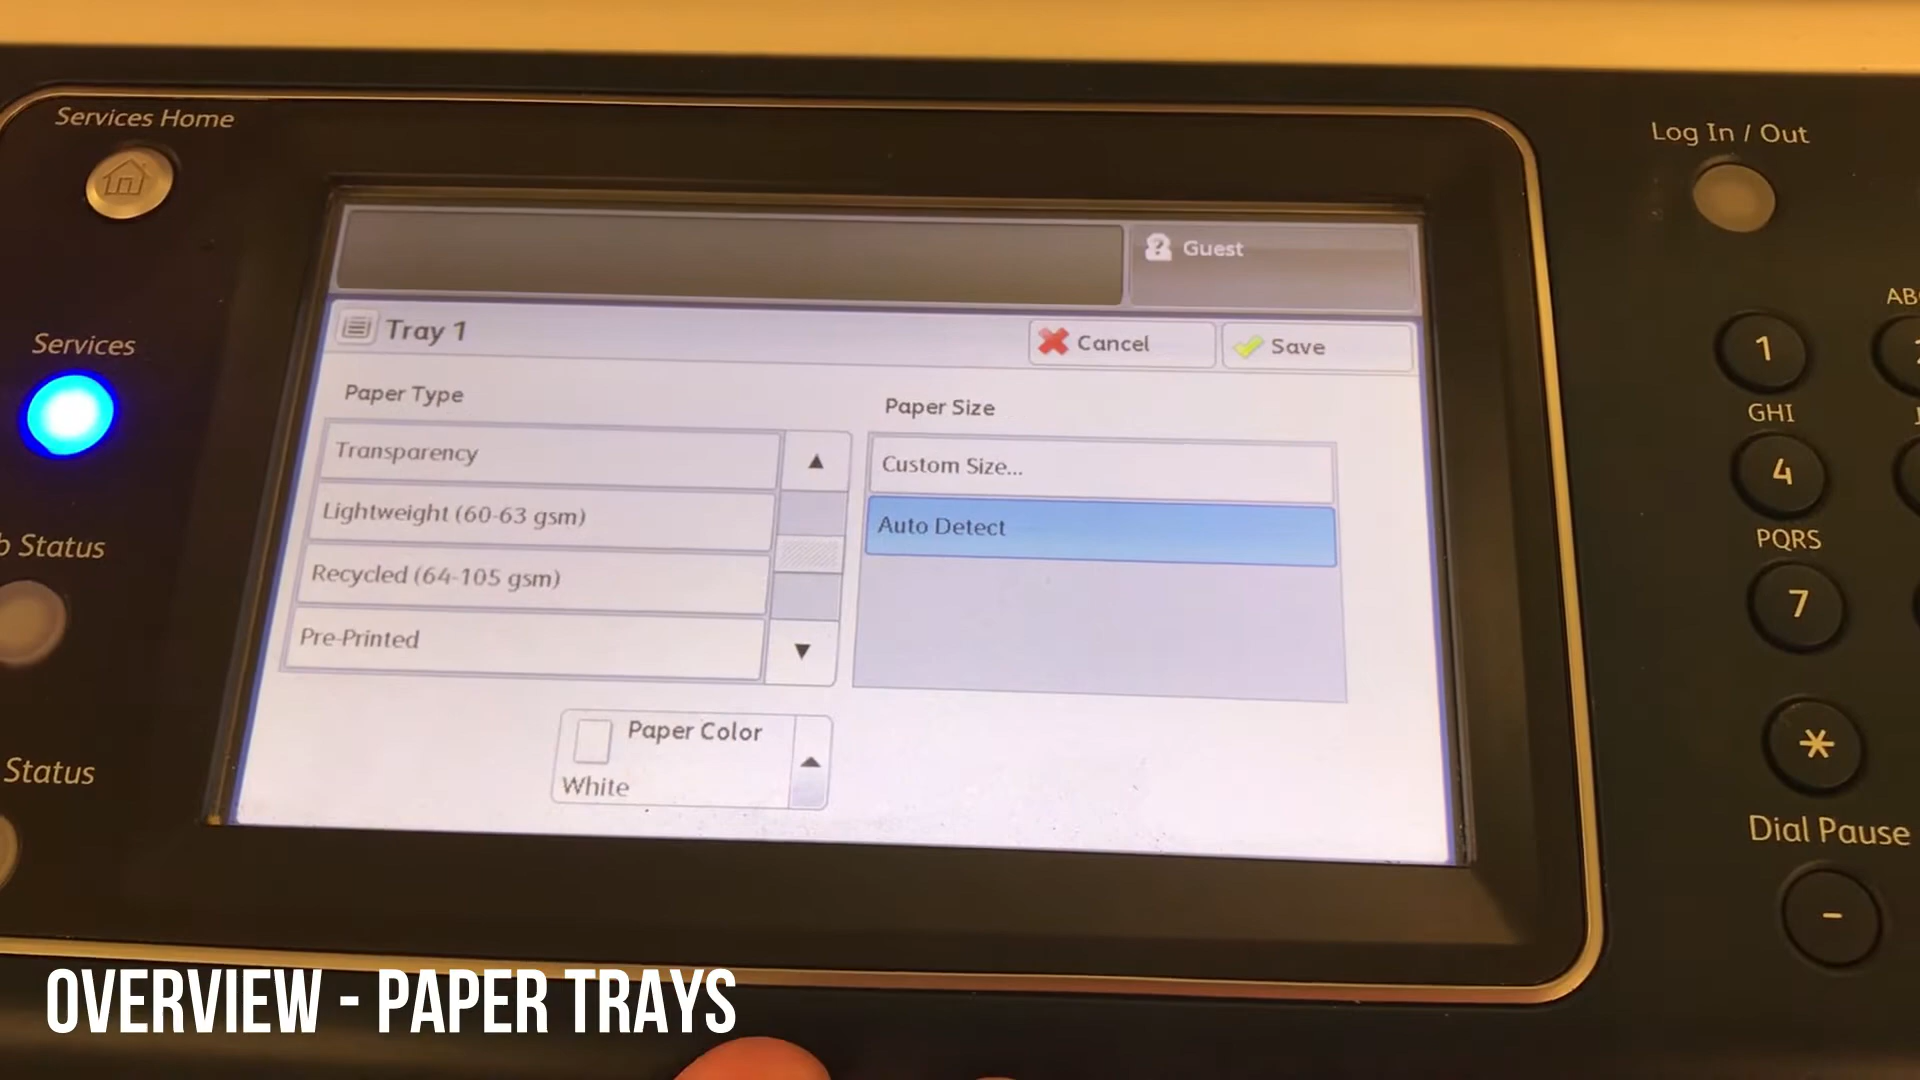 Services Home
Log In / Out
Guest
Tray 1
Cancel
Save
Services
Paper Type
Paper Size
Transparency
Lightweight (60-63 gsm)
Recycled (64-105 gsm)
Pre-Printed
Custom Size...
Auto Detect
Paper Color
White
Status
Status
1
GHI
4
PQRS
7
*
Dial Pause
-
OVERVIEW - PAPER TRAYS